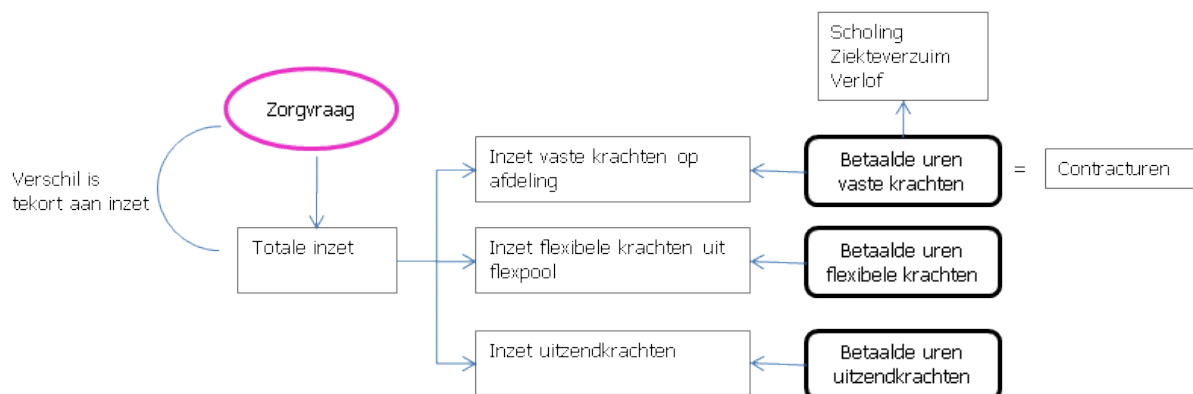 Scholing
Ziekteverzuim
Verlof
Zorgvraag
Inzet vaste krachten op
afdeling
Betaalde uren
vaste krachten
=
Contracturen
Verschil is
tekort aan inzet
Totale inzet
Inzet flexibele krachten uit
flexpool
Betaalde uren
flexibele krachten
Inzet uitzendkrachten
Betaalde uren
uitzendkrachten